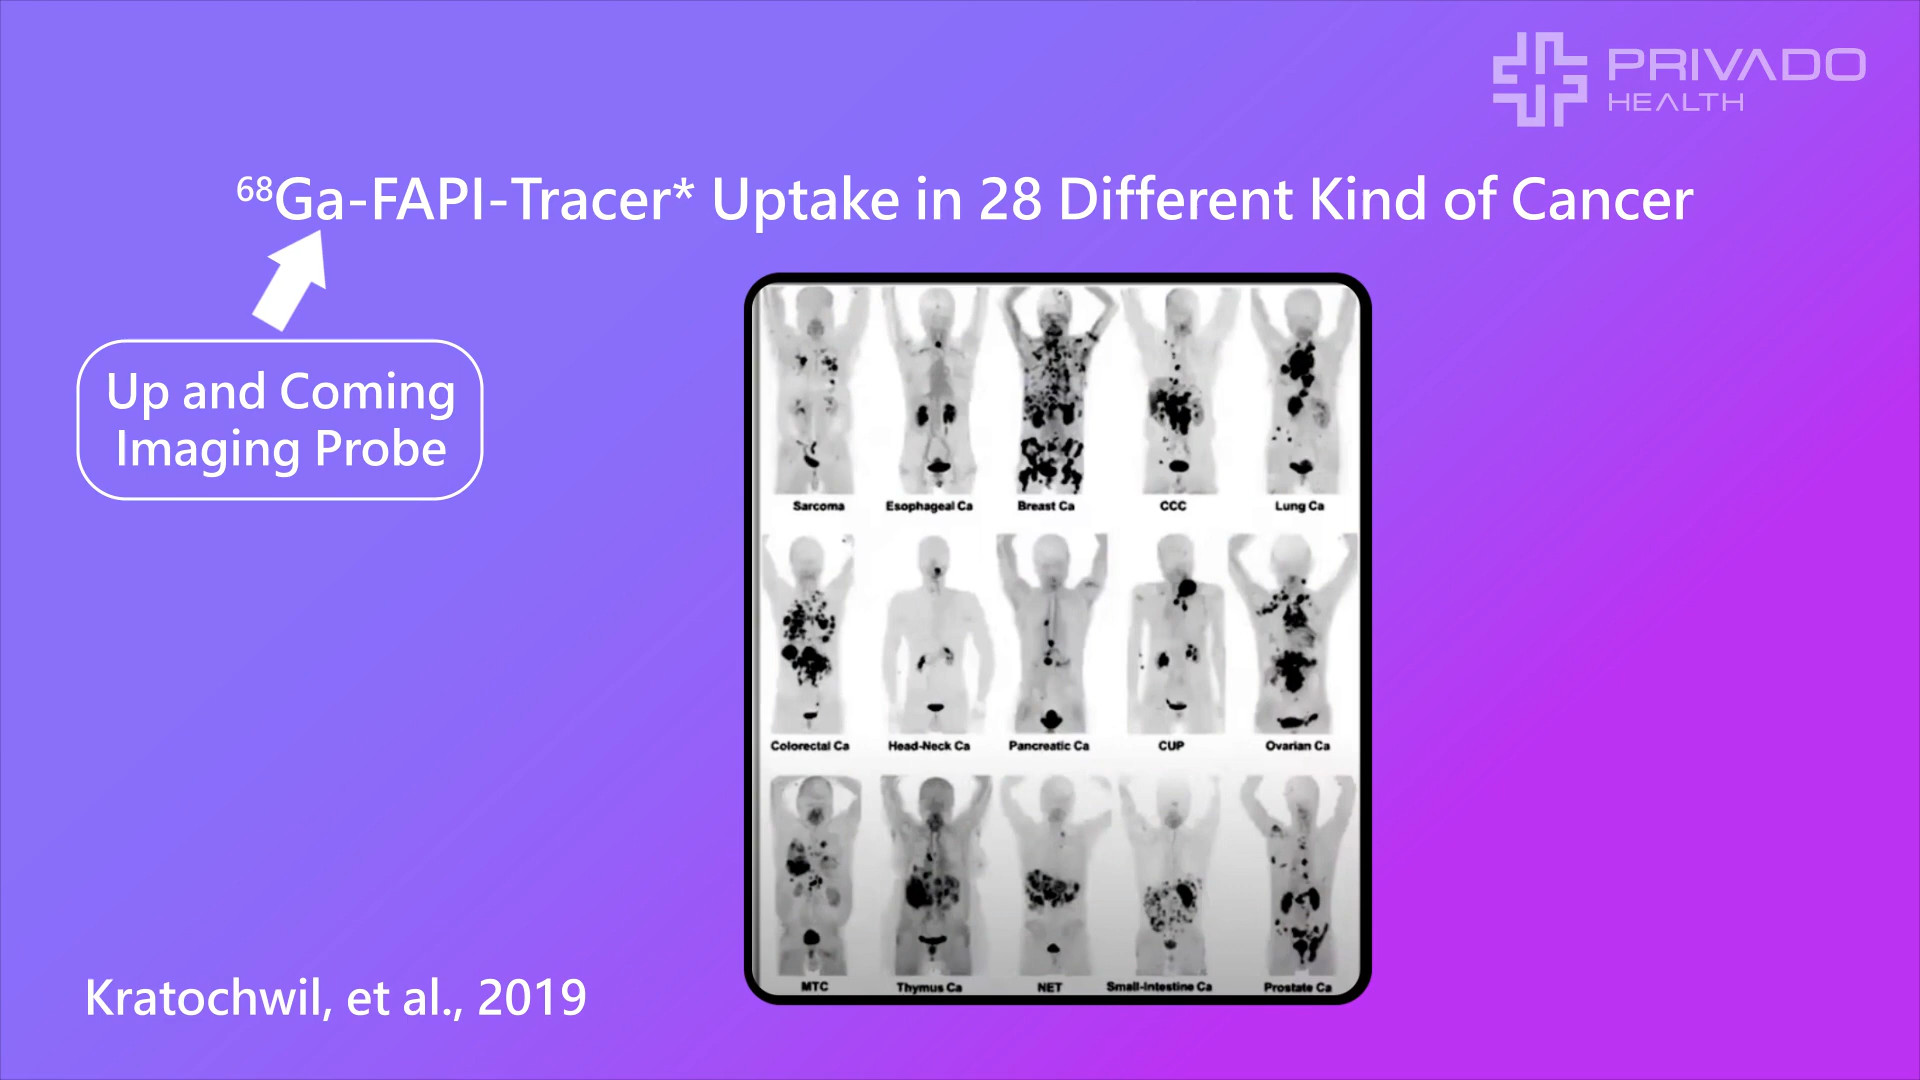 PRIVADO
HEALTH
⁶⁸Ga-FAPI-Tracer* Uptake in 28 Different Kind of Cancer
Up and Coming
Imaging Probe
Sarcoma Esophageal Ca Breast Ca CCC Lung Ca
Colorectal Ca Head-Neck Ca Pancreatic Ca CUP Ovarian Ca
MTC Thymus Ca NET Small-Intestine Ca Prostate Ca
Kratochwil, et al., 2019